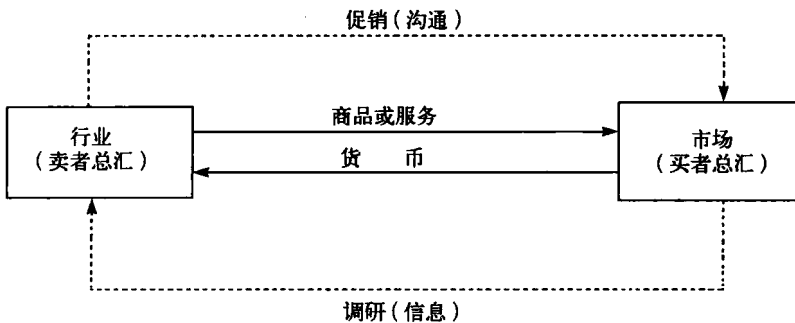 促销(沟通)
商品或服务
行业
(卖者总汇)
市场
(买者总汇)
货 币
调研(信息)